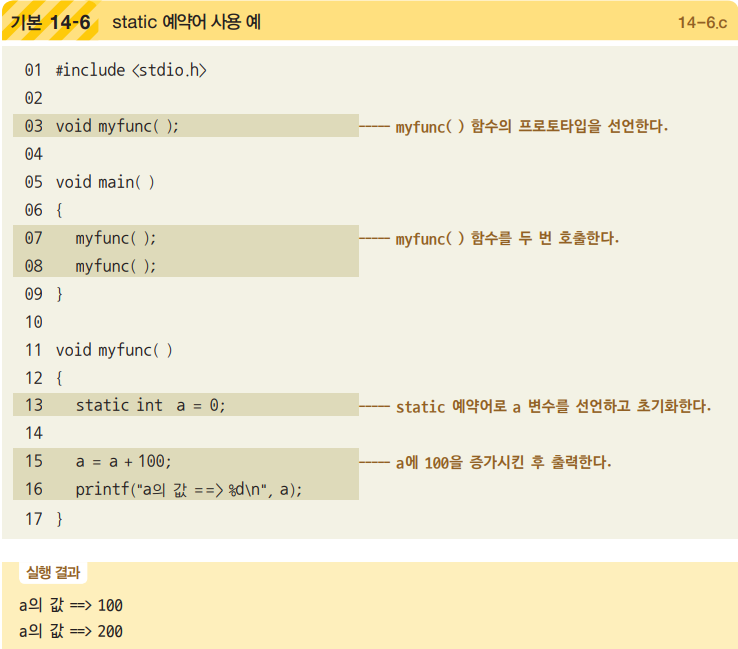 기본 14-6 static 예약어 사용 예 14-6.c
01 #include <stdio.h>
02
03 void myfunc( ); myfunc( ) 함수의 프로토타입을 선언한다.
04
05 void main( )
06 {
07 myfunc( ); myfunc( ) 함수를 두 번 호출한다.
08 myfunc( );
09 }
10
11 void myfunc( )
12 {
13 static int a = 0; static 예약어로 a 변수를 선언하고 초기화한다.
14
15 a = a + 100; a에 100을 증가시킨 후 출력한다.
16 printf("a의 값 ==> %d\n", a);
17 }
실행 결과
a의 값 ==> 100
a의 값 ==> 200